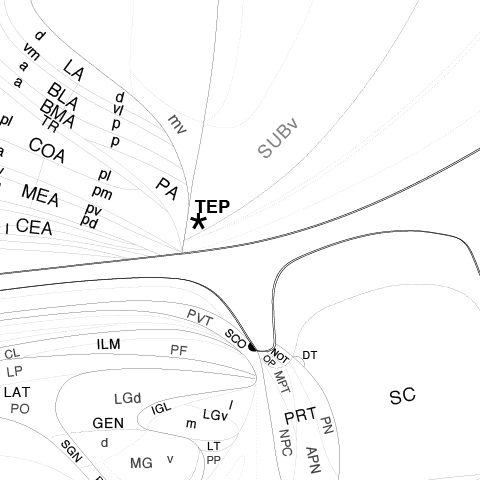 d
vm
a
a
LA
BLA
BMA
TR
d
vl
p
p
mv
SUBv
pl
COA
a
pl
pm
PA
TEP
*
MEA
pv
pd
l CEA
PVT
SCO
NOT
OP
DT
CL
ILM
PF
LP
MPT
LAT
PO
LGd
IGL
l
LGv
m
SC
PRT
PN
GEN
d
SGN
LT
PP
NPC
APN
MG
v